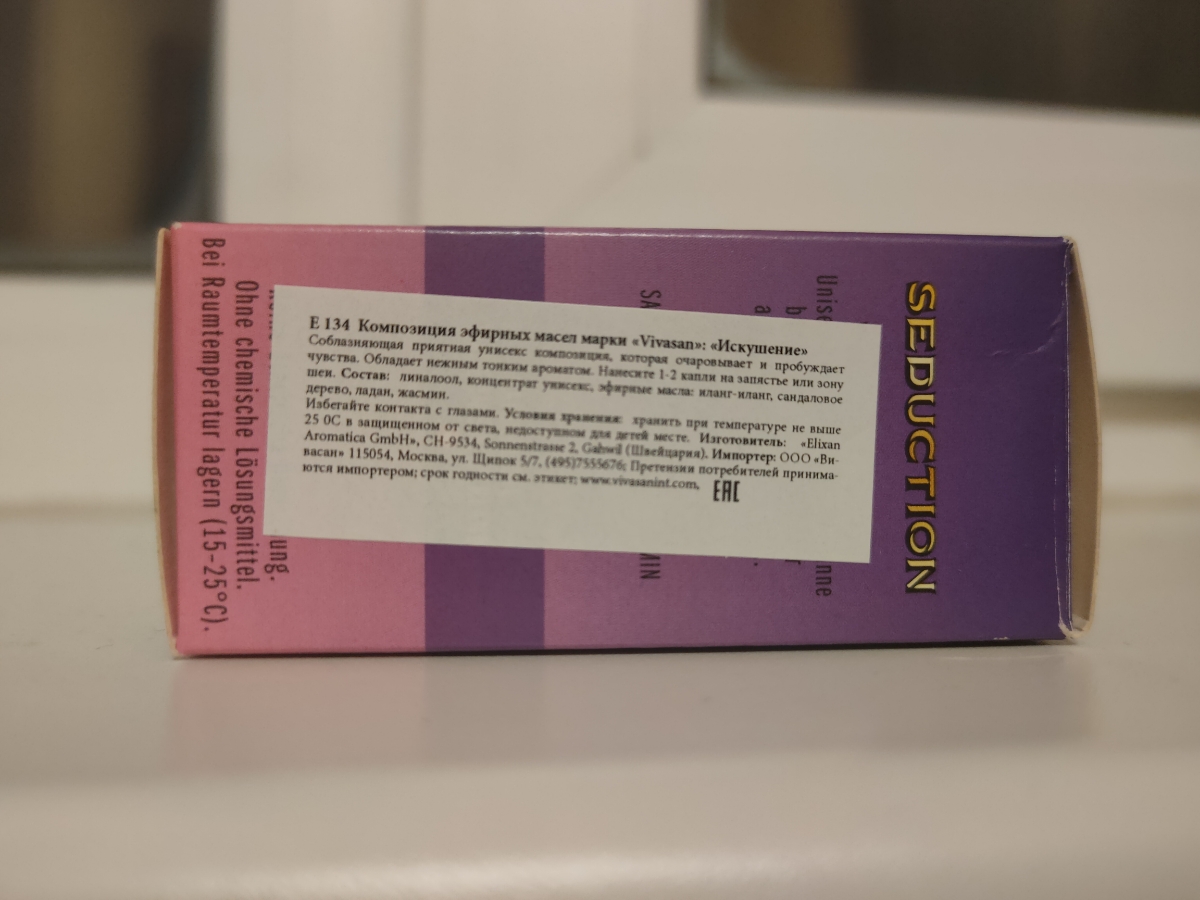 E 134 Композиция эфирных масел марки «Vivasan»: «Искушение»
Соблазняющая приятная унисекс композиция, которая очаровывает и пробуждает
чувства. Обладает нежным тонким ароматом. Нанесите 1-2 капли на запястье или зону
шеи. Состав: линалоол, концентрат унисекс, эфирные масла: иланг-иланг, сандаловое
дерево, ладан, жасмин.
Избегайте контакта с глазами. Условия хранения: хранить при температуре не выше
25 0С в защищенном от света, недоступном для детей месте. Изготовитель: «Elixan
Aromatica GmbH», CH-9534, Sonnenstrasse 2, Gahwil (Швейцария). Импортер: ООО «Ви-
васан» 115054, Москва, ул. Щипок 5/7, (495)7555676; Претензии потребителей принима-
ются импортером; срок годности см. этикет; www.vivasanint.com,
EAC
SEDUCTION
Unise
nne
b
a
SA
MIN
ung.
Ohne chemische Lösungsmittel.
Bei Raumtemperatur lagern (15-25°C).